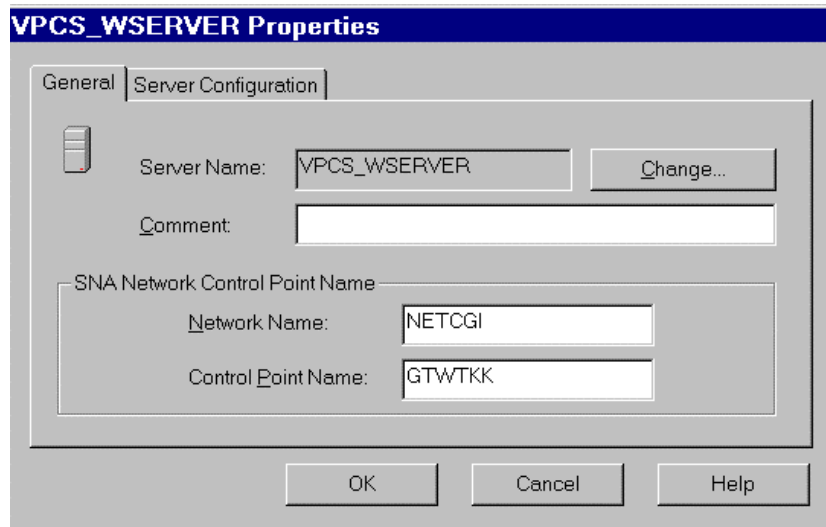 VPCS_WSERVER Properties
General Server Configuration
Server Name: VPCS_WSERVER Change...
Comment:
SNA Network Control Point Name
Network Name: NETCGI
Control Point Name: GTWTKK
OK Cancel Help